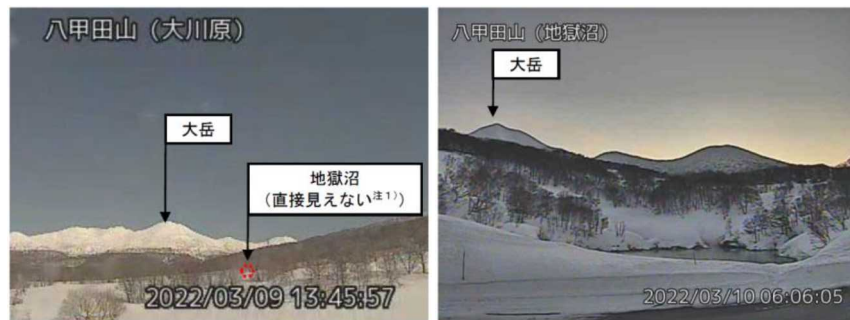 八甲田山（大川原）
大岳
地獄沼
（直接見えない注1））
2022/03/09 13:45:57
八甲田山（地獄沼）
大岳
2022/03/10 06:06:05